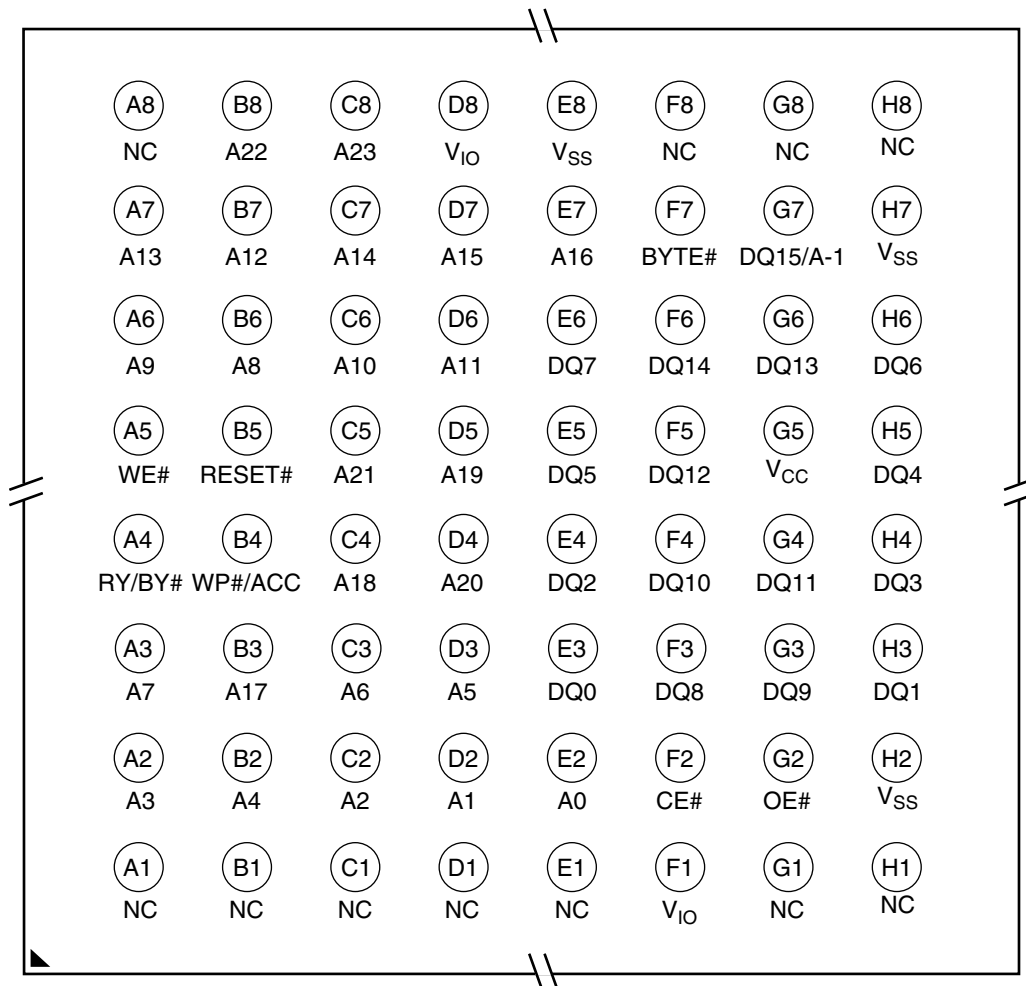 A8 B8 C8 D8 E8 F8 G8 H8
NC A22 A23 VIO VSS NC NC NC
A7 B7 C7 D7 E7 F7 G7 H7
A13 A12 A14 A15 A16 BYTE# DQ15/A-1 VSS
A6 B6 C6 D6 E6 F6 G6 H6
A9 A8 A10 A11 DQ7 DQ14 DQ13 DQ6
A5 B5 C5 D5 E5 F5 G5 H5
WE# RESET# A21 A19 DQ5 DQ12 VCC DQ4
A4 B4 C4 D4 E4 F4 G4 H4
RY/BY# WP#/ACC A18 A20 DQ2 DQ10 DQ11 DQ3
A3 B3 C3 D3 E3 F3 G3 H3
A7 A17 A6 A5 DQ0 DQ8 DQ9 DQ1
A2 B2 C2 D2 E2 F2 G2 H2
A3 A4 A2 A1 A0 CE# OE# VSS
A1 B1 C1 D1 E1 F1 G1 H1
NC NC NC NC NC VIO NC NC